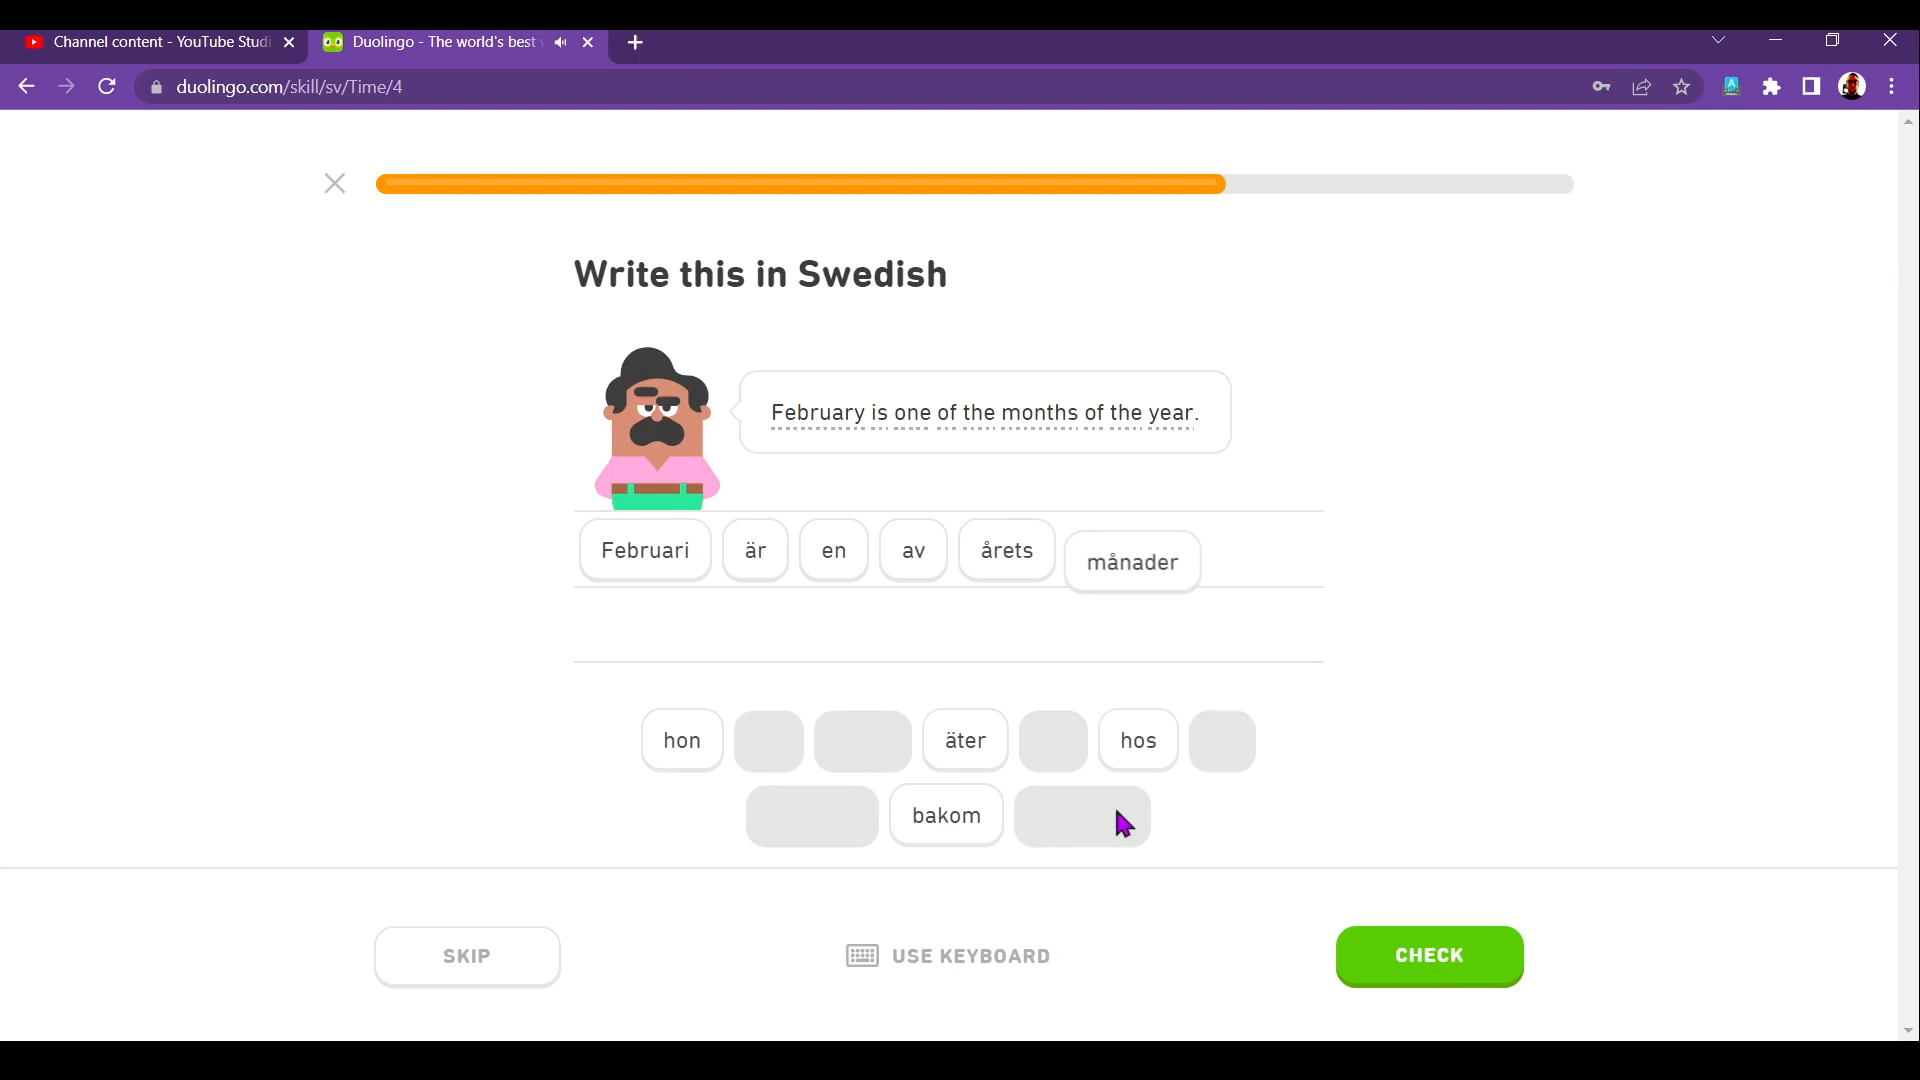 Channel content - YouTube Studi
Duolingo - The world's best
duolingo.com/skill/sv/Time/4
Write this in Swedish
February is one of the months of the year.
Februari är en av årets månader
hon äter hos
bakom
SKIP USE KEYBOARD CHECK